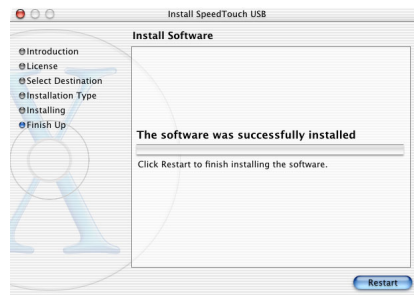 Install SpeedTouch USB
Install Software
Introduction
License
Select Destination
Installation Type
Installing
Finish Up
The software was successfully installed
Click Restart to finish installing the software.
Restart